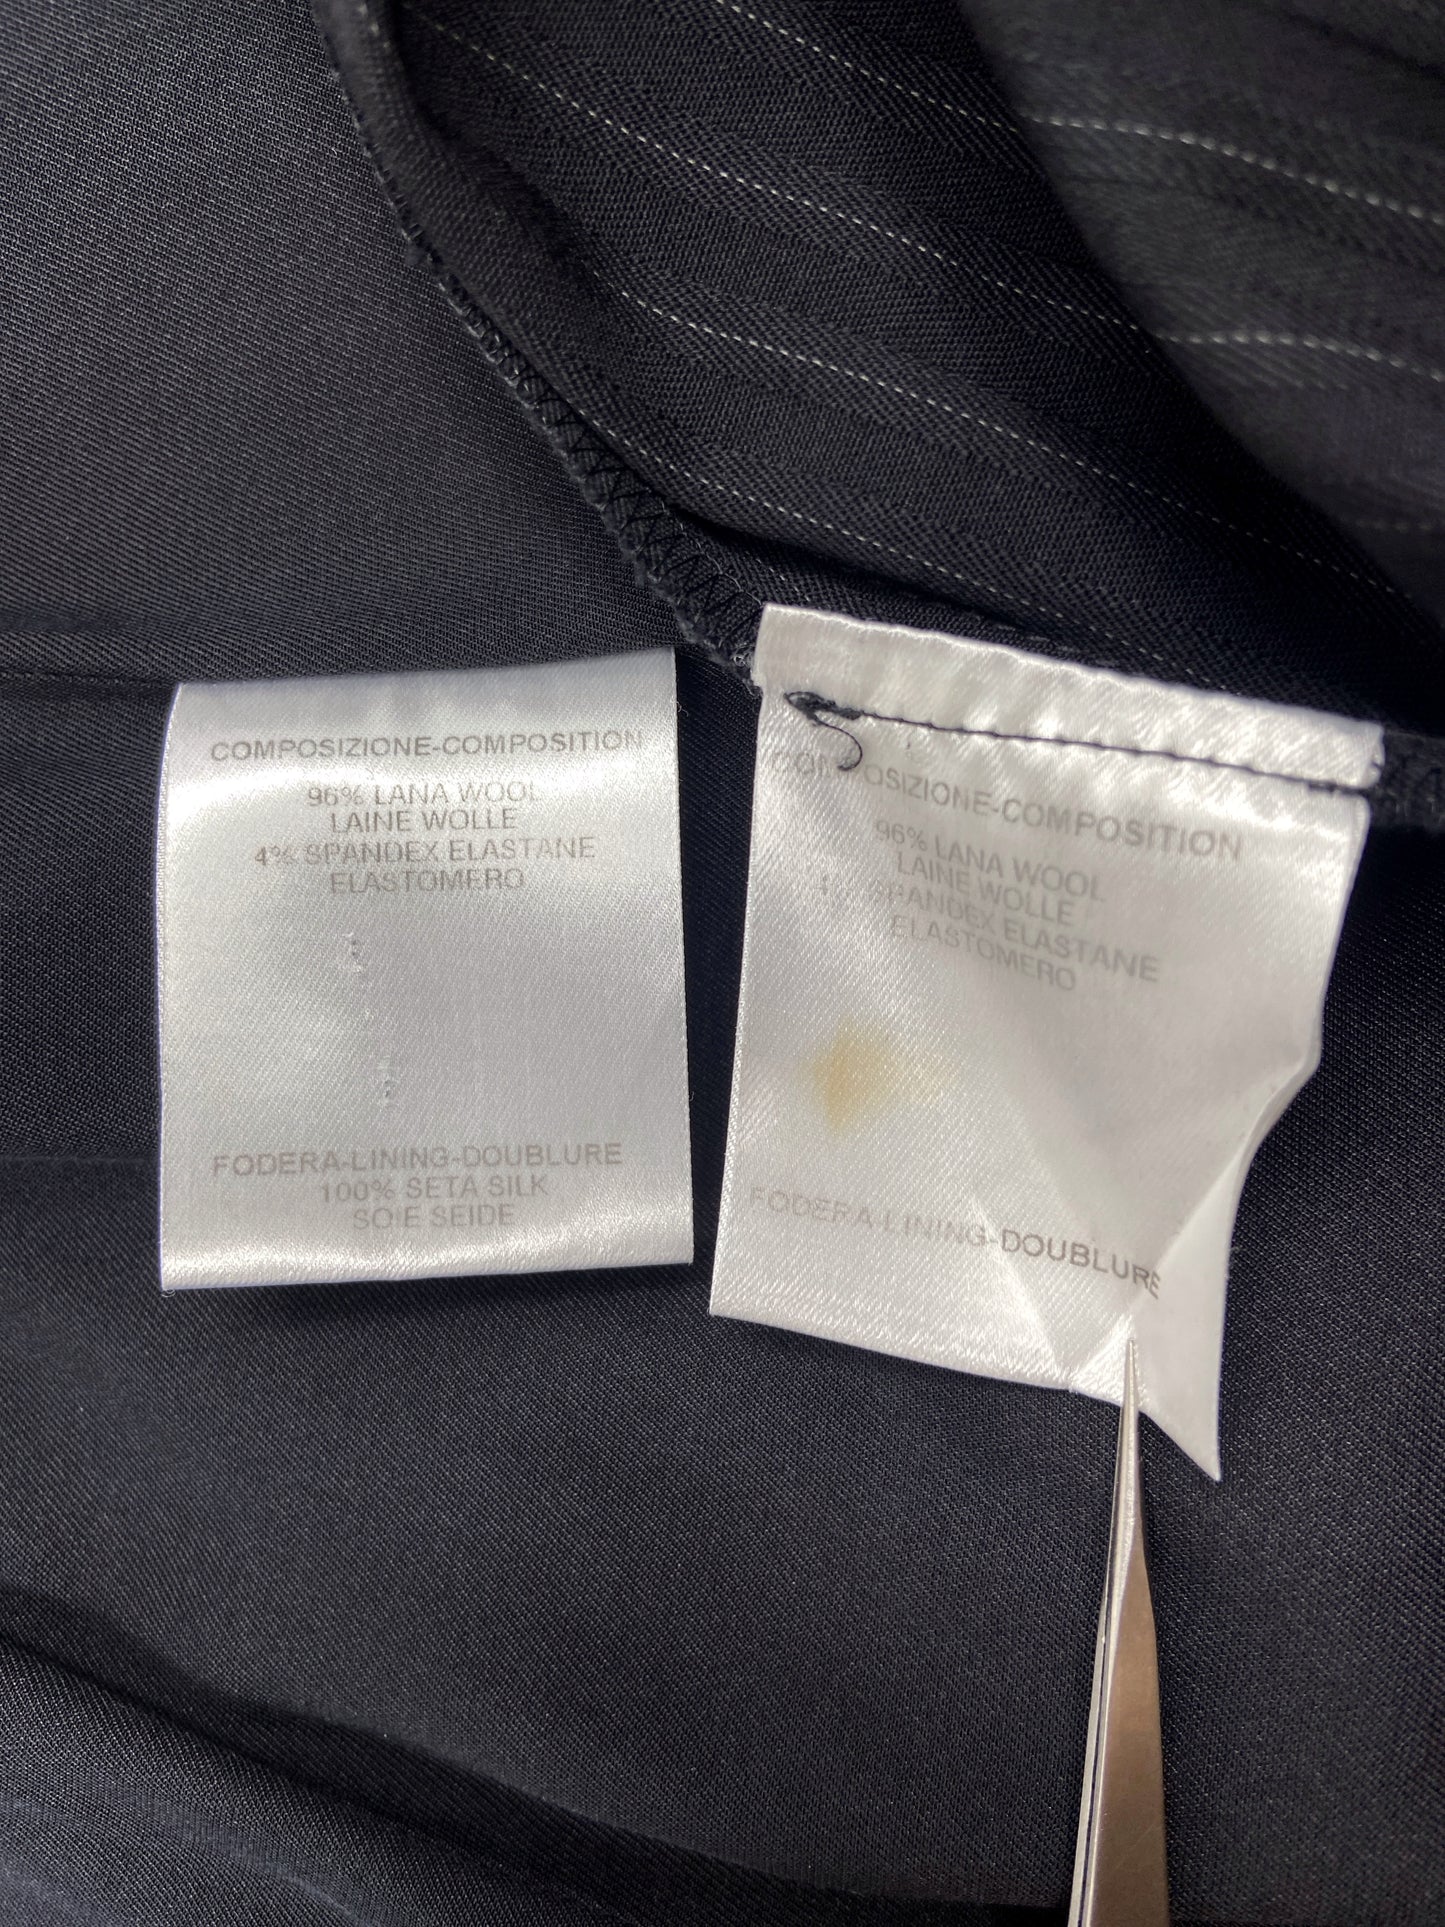 COMPOSIZIONE-COMPOSITION
96% LANA WOOL
LAINE WOLLE
4% SPANDEX ELASTANE
ELASTOMERO
FODERA-LINING-DOUBLURE
100% SETA SILK
SOIE SEIDE
COMPOSIZIONE-COMPOSITION
96% LANA WOOL
LAINE WOLLE
4% SPANDEX ELASTANE
ELASTOMERO
FODERA-LINING-DOUBLURE